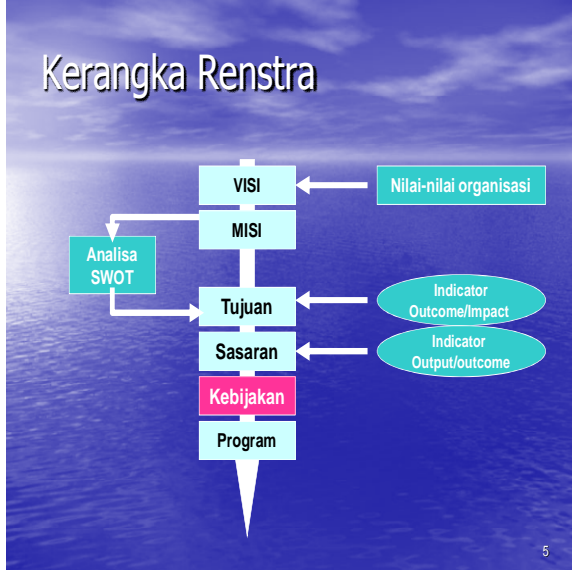 Kerangka Renstra
VISI
Nilai-nilai organisasi
MISI
Analisa
SWOT
Tujuan
Indicator
Outcome/Impact
Sasaran
Indicator
Output/outcome
Kebijakan
Program
5